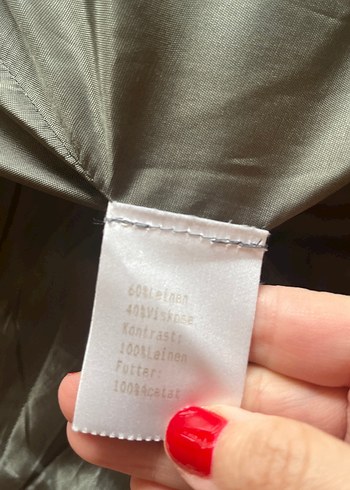 60%Leinen
40%Viskose
Kontrast:
100%Leinen
Futter:
100%Acetat